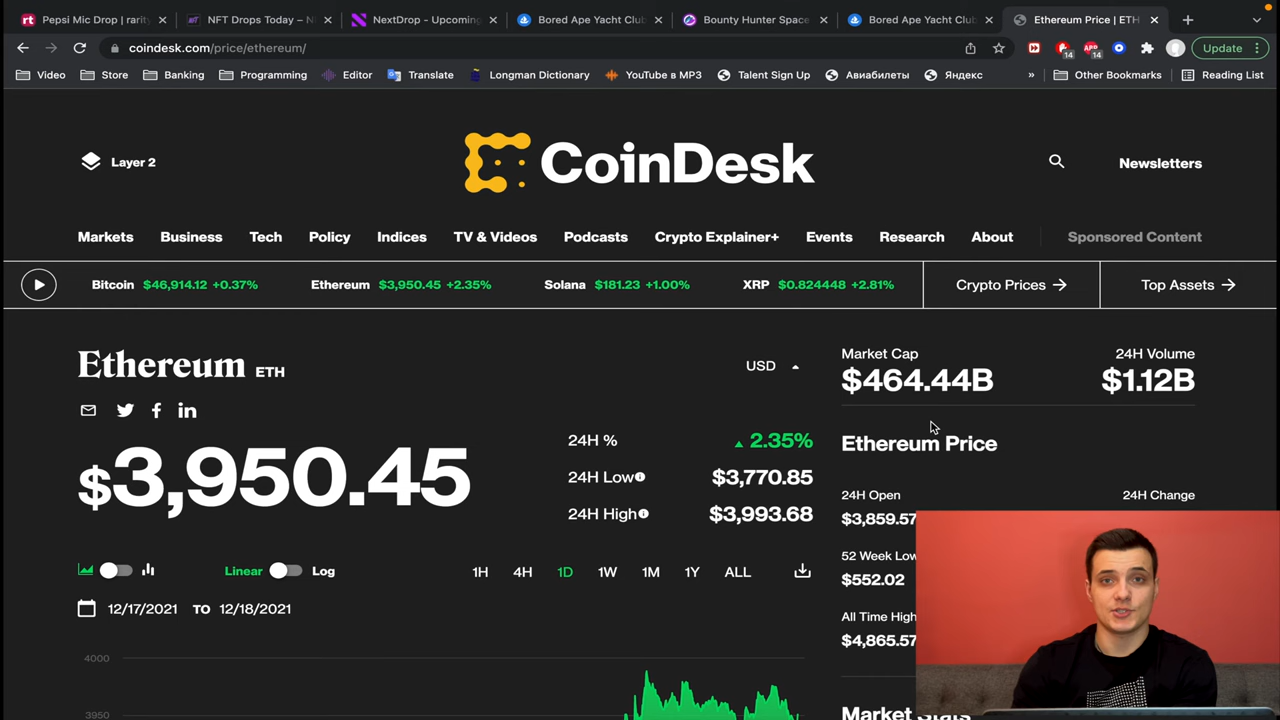 Pepsi Mic Drop | rarity
NFT Drops Today – N
NextDrop - Upcoming
Bored Ape Yacht Club
Bounty Hunter Space
Bored Ape Yacht Club
Ethereum Price | ETH
coindesk.com/price/ethereum/
14
14
Update
Video
Store
Banking
Programming
Editor
Translate
Longman Dictionary
YouTube в MP3
Talent Sign Up
Авиабилеты
Яндекс
»
Other Bookmarks
Reading List
Layer 2
CoinDesk
Newsletters
Markets
Business
Tech
Policy
Indices
TV & Videos
Podcasts
Crypto Explainer+
Events
Research
About
Sponsored Content
Bitcoin $46,914.12 +0.37%
Ethereum $3,950.45 +2.35%
Solana $181.23 +1.00%
XRP $0.824448 +2.81%
Crypto Prices →
Top Assets →
Ethereum ETH
USD
Market Cap
24H Volume
$464.44B
$1.12B
$3,950.45
24H %
2.35%
24H Low
$3,770.85
24H High
$3,993.68
Ethereum Price
24H Open
24H Change
$3,859.57
52 Week Low
$552.02
All Time High
$4,865.57
Linear
Log
1H
4H
1D
1W
1M
1Y
ALL
12/17/2021 TO 12/18/2021
4000
3950
Market Stats